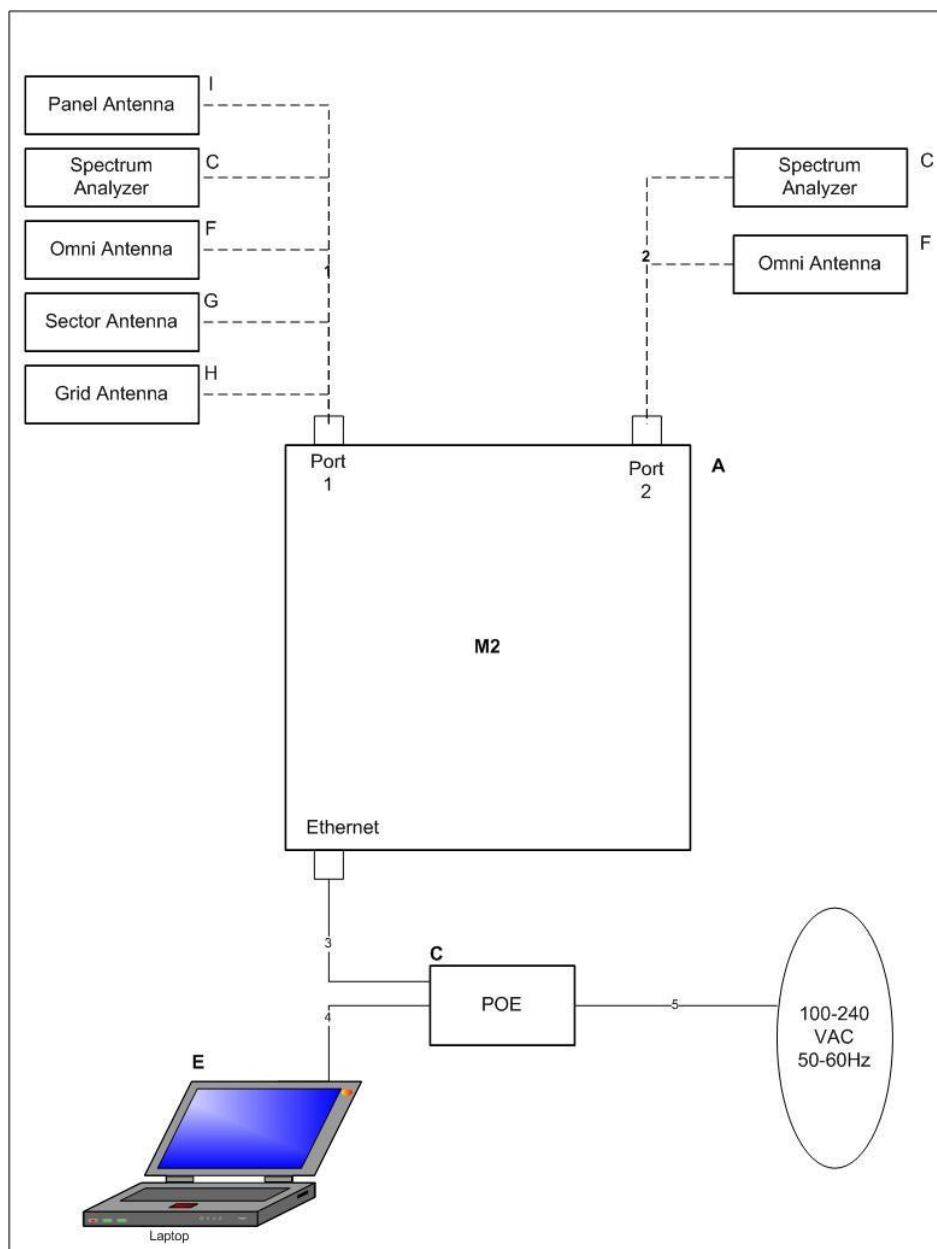 Panel Antenna
I
Spectrum
Analyzer
C
Omni Antenna
F
Sector Antenna
G
Grid Antenna
H
1
Spectrum
Analyzer
C
2
Omni Antenna
F
Port
1
Port
2
A
M2
Ethernet
3
C
POE
4
5
100-240
VAC
50-60Hz
E
Laptop